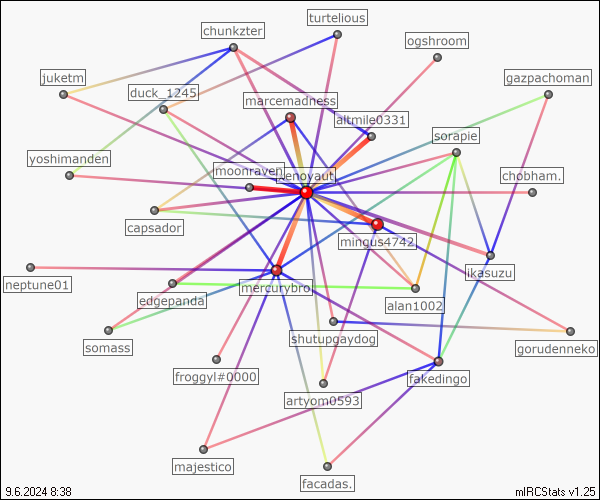 turtelious
chunkzter
ogshroom
juketm
gazpachoman
duck_1245
marcemadness
altmile0331
sorapie
yoshimanden
moonraven
chobham.
capsador
mingus4742
ikasuzu
neptune01
mercurybro
edgepanda
alan1002
somass
shutupgaydog
gorudenneko
froggyl#0000
fakedingo
artyom0593
majestico
facadas.
9.6.2024 8:38
mIRCStats v1.25